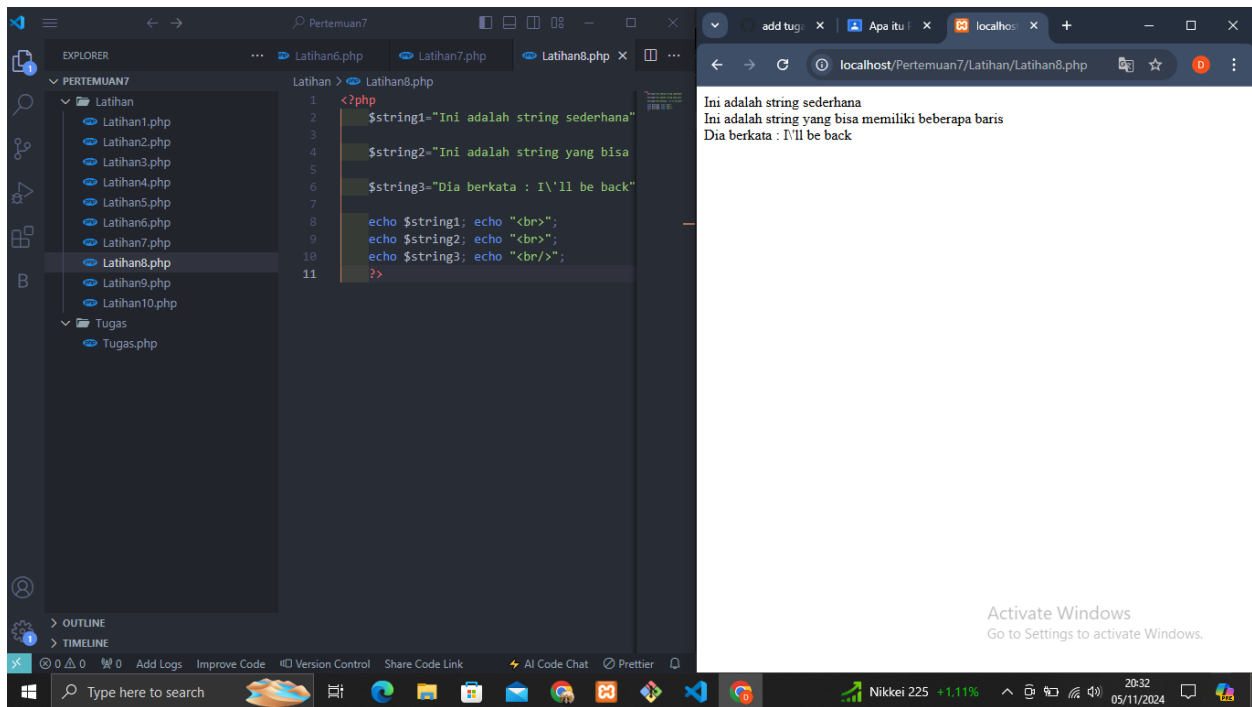 Pertemuan7
EXPLORER
Latihan6.php
Latihan7.php
Latihan8.php
PERTEMUAN7
Latihan
Latihan1.php
Latihan2.php
Latihan3.php
Latihan4.php
Latihan5.php
Latihan6.php
Latihan7.php
Latihan8.php
Latihan9.php
Latihan10.php
Tugas
Tugas.php
OUTLINE
TIMELINE
Latihan > Latihan8.php
1 <?php
2 $string1="Ini adalah string sederhana"
3
4 $string2="Ini adalah string yang bisa
5
6 $string3="Dia berkata : I\'ll be back"
7
8 echo $string1; echo "<br>";
9 echo $string2; echo "<br>";
10 echo $string3; echo "<br/>";
11 ?>
0 0 0 Add Logs Improve Code Version Control Share Code Link AI Code Chat Prettier
add tuga
Apa itu
localhos
localhost/Pertemuan7/Latihan/Latihan8.php
D
Ini adalah string sederhana
Ini adalah string yang bisa memiliki beberapa baris
Dia berkata : I\'ll be back
Activate Windows
Go to Settings to activate Windows.
Type here to search
Nikkei 225 +1,11%
20:32
05/11/2024